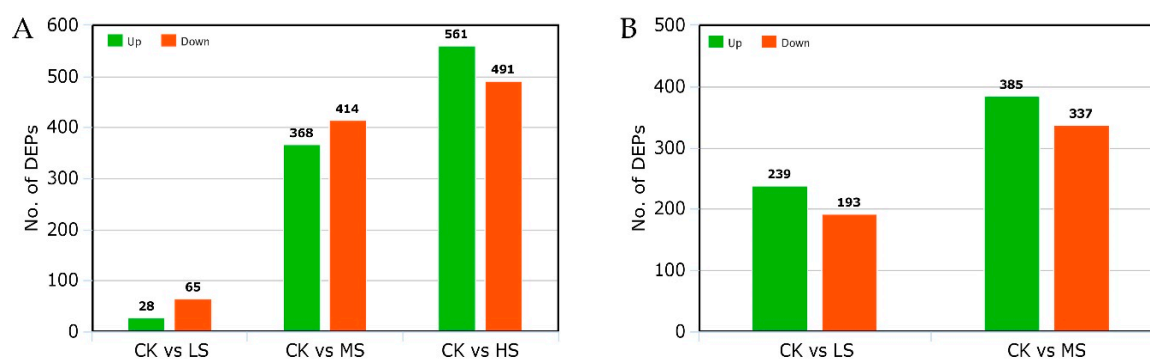 A
No. of DEPs
600
500
400
300
200
100
0
Up Down
28
65
368
414
561
491
CK vs LS CK vs MS CK vs HS
B
No. of DEPs
500
400
300
200
100
0
Up Down
239
193
385
337
CK vs LS CK vs MS